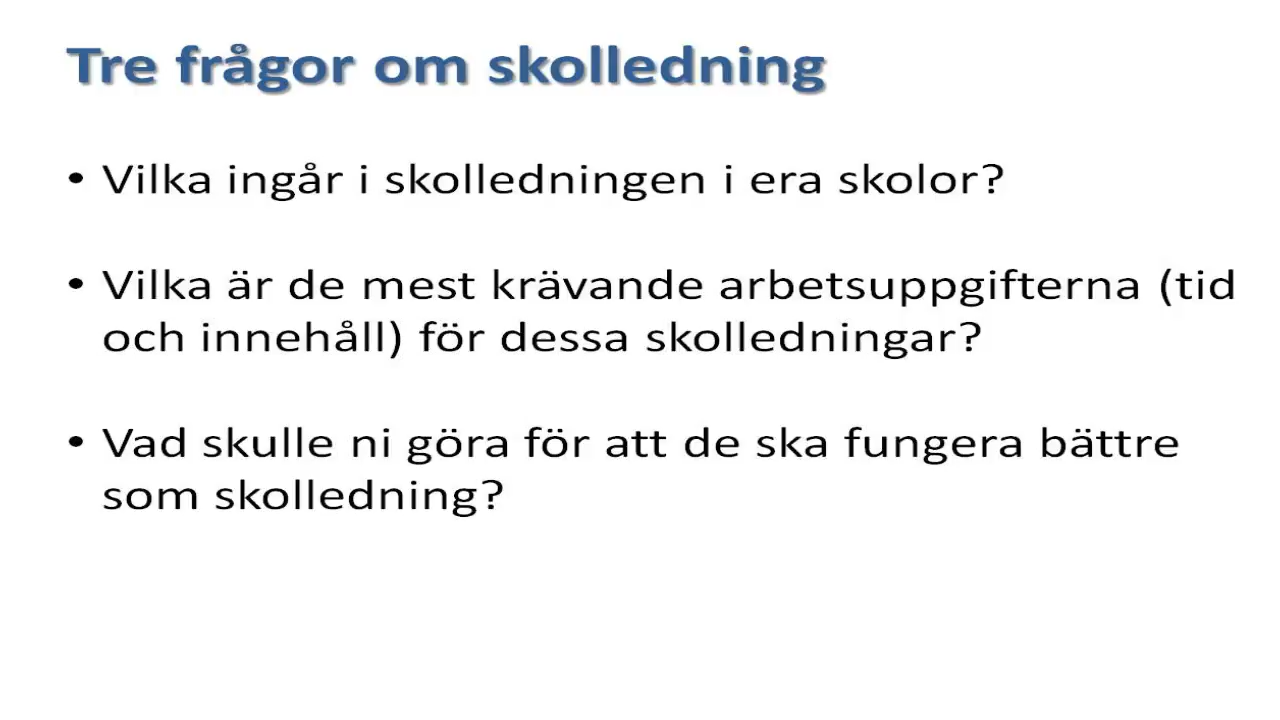 Tre frågor om skolledning
• Vilka ingår i skolledningen i era skolor?
• Vilka är de mest krävande arbetsuppgifterna (tid
och innehåll) för dessa skolledningar?
• Vad skulle ni göra för att de ska fungera bättre
som skolledning?